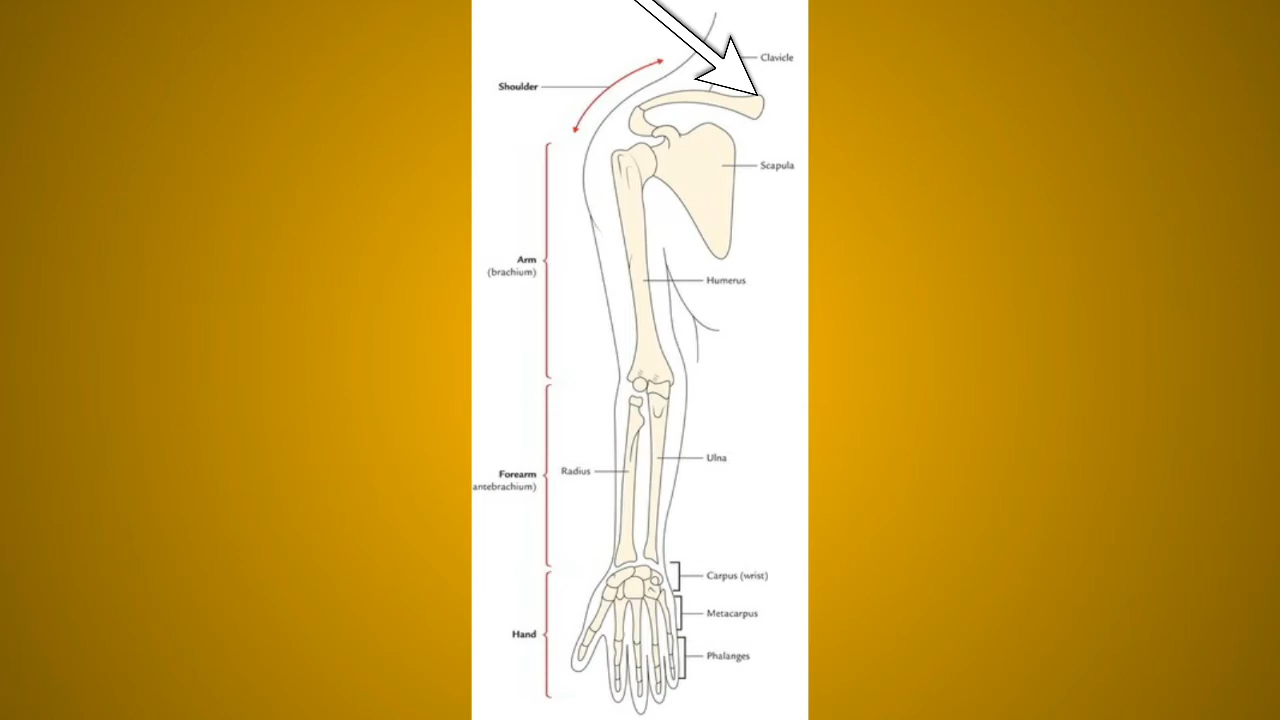 Clavicle
Shoulder
Scapula
Arm
(brachium)
Humerus
Ulna
Radius
Forearm
antebrachium)
Carpus (wrist)
Metacarpus
Hand
Phalanges